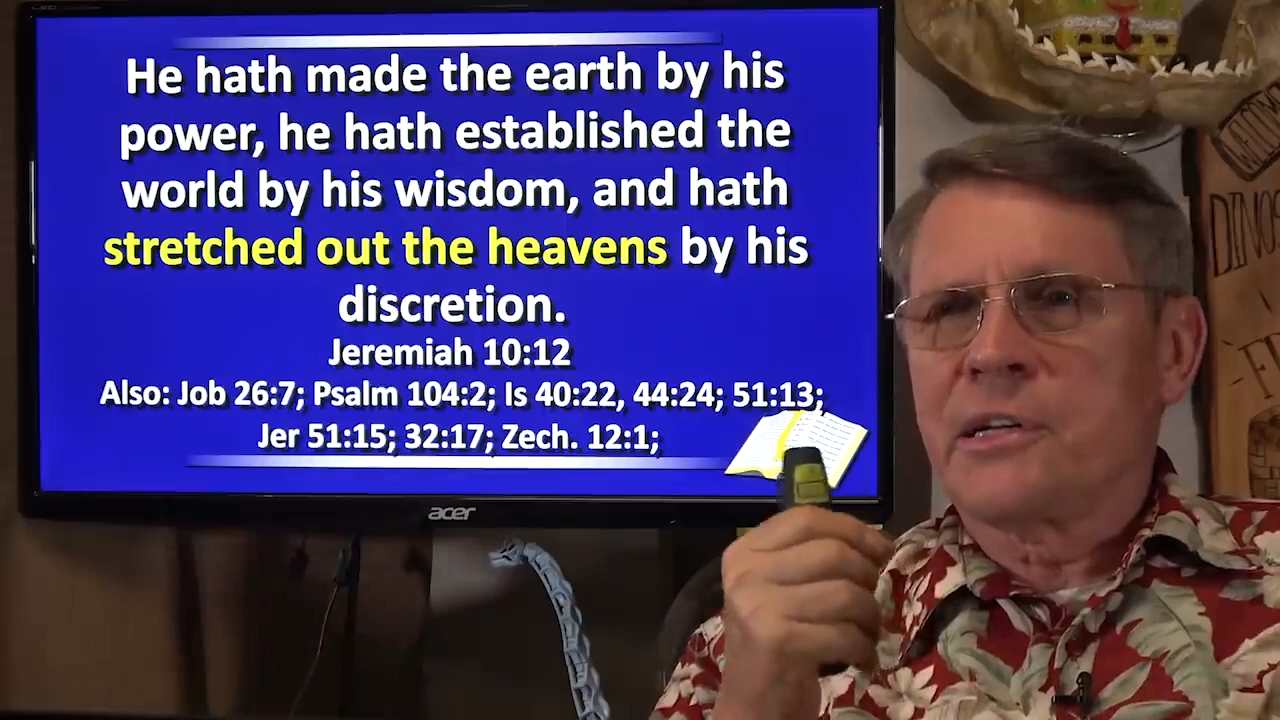 He hath made the earth by his
power, he hath established the
world by his wisdom, and hath
stretched out the heavens by his
discretion.
Jeremiah 10:12
Also: Job 26:7; Psalm 104:2; Is 40:22, 44:24; 51:13;
Jer 51:15; 32:17; Zech. 12:1;
acer